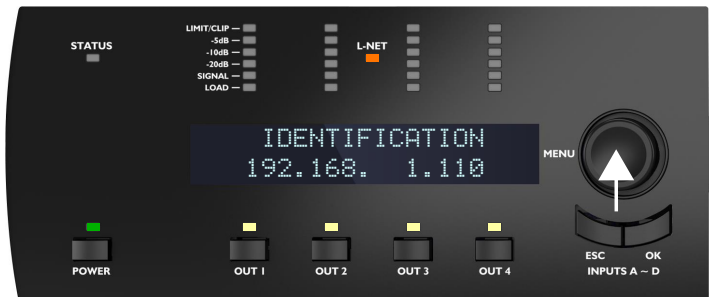 LIMIT/CLIP
-5dB
-10dB
-20dB
SIGNAL
LOAD
STATUS
L-NET
IDENTIFICATION
192.168.  1.110
MENU
POWER
OUT 1
OUT 2
OUT 3
OUT 4
ESC
OK
INPUTS A ~ D